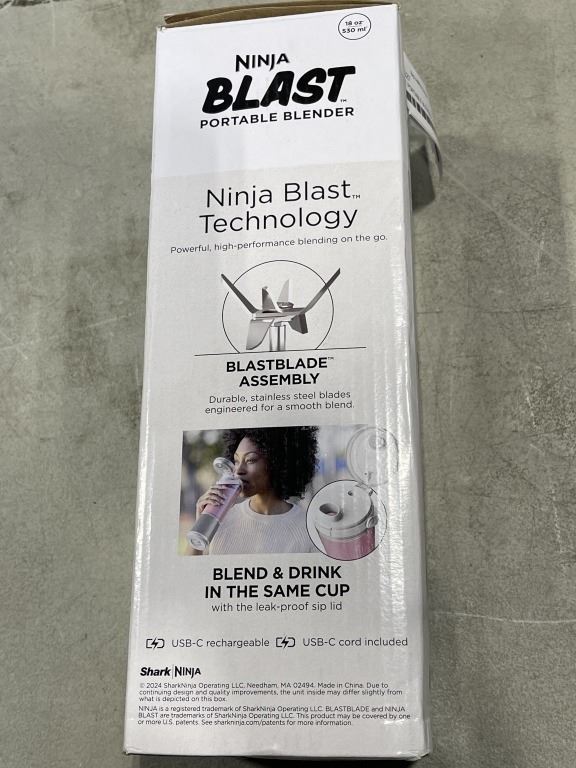 18 oz*
530 ml*
NINJA
BLAST™
PORTABLE BLENDER
Ninja Blast™
Technology
Powerful, high-performance blending on the go.
BLASTBLADE™
ASSEMBLY
Durable, stainless steel blades
engineered for a smooth blend.
BLEND & DRINK
IN THE SAME CUP
with the leak-proof sip lid
USB-C rechargeable USB-C cord included
Shark|NINJA
© 2024 SharkNinja Operating LLC, Needham, MA 02494. Made in China. Due to
continuing design and quality improvements, the unit inside may differ slightly from
what is depicted on this box.
NINJA is a registered trademark of SharkNinja Operating LLC. BLASTBLADE and NINJA
BLAST are trademarks of SharkNinja Operating LLC. This product may be covered by one
or more U.S. patents. See sharkninja.com/patents for more information.